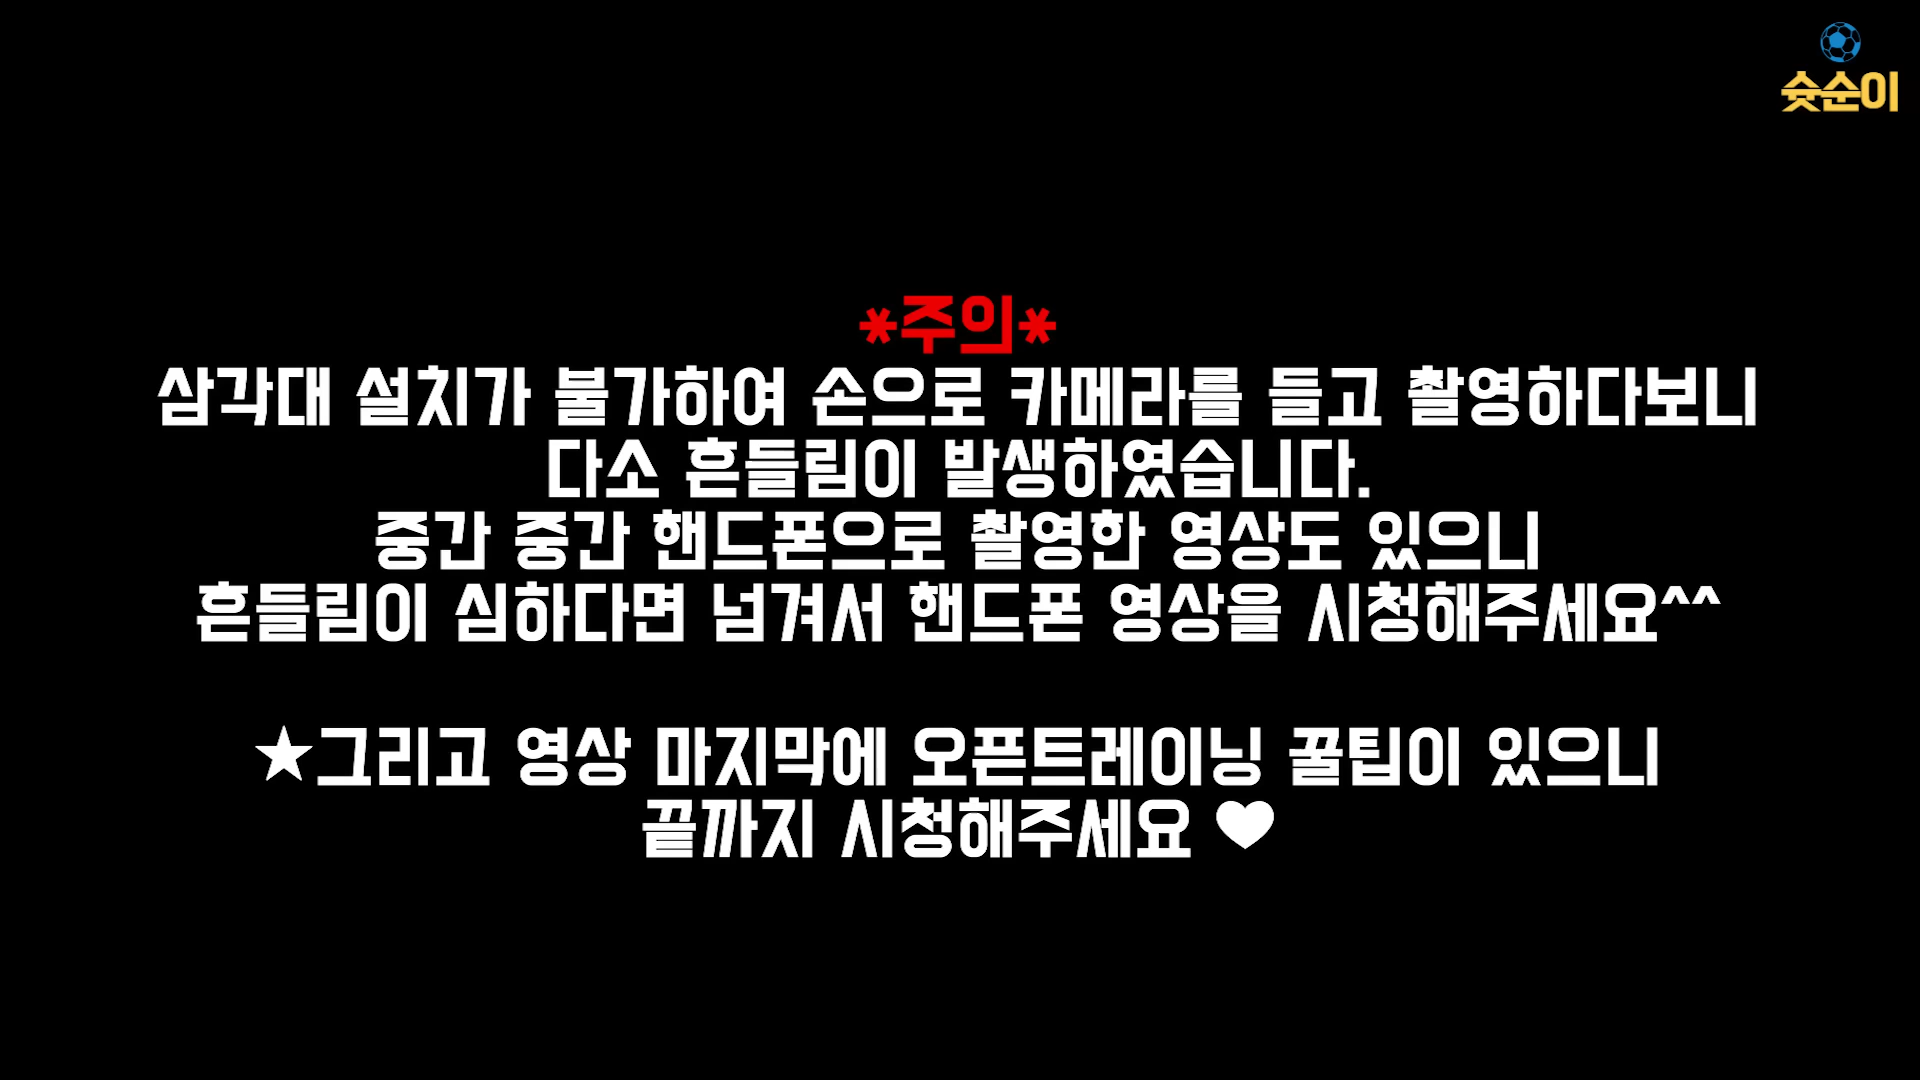 슛순이
*주의*
삼각대 설치가 불가하여 손으로 카메라를 들고 촬영하다보니
다소 흔들림이 발생하였습니다.
중간 중간 핸드폰으로 촬영한 영상도 있으니
흔들림이 심하다면 넘겨서 핸드폰 영상을 시청해주세요^^
★그리고 영상 마지막에 오픈트레이닝 꿀팁이 있으니
끝까지 시청해주세요 ♥